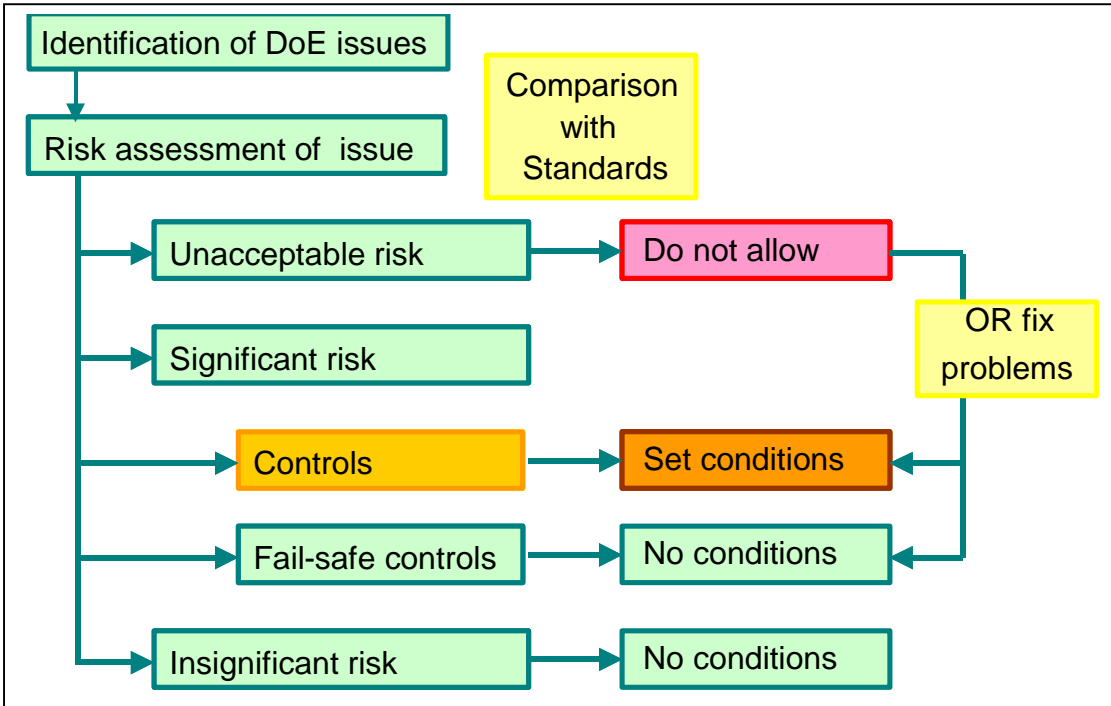 Identification of DoE issues
Comparison
with
Standards
Risk assessment of issue
Unacceptable risk
Do not allow
OR fix
problems
Significant risk
Controls
Set conditions
Fail-safe controls
No conditions
Insignificant risk
No conditions